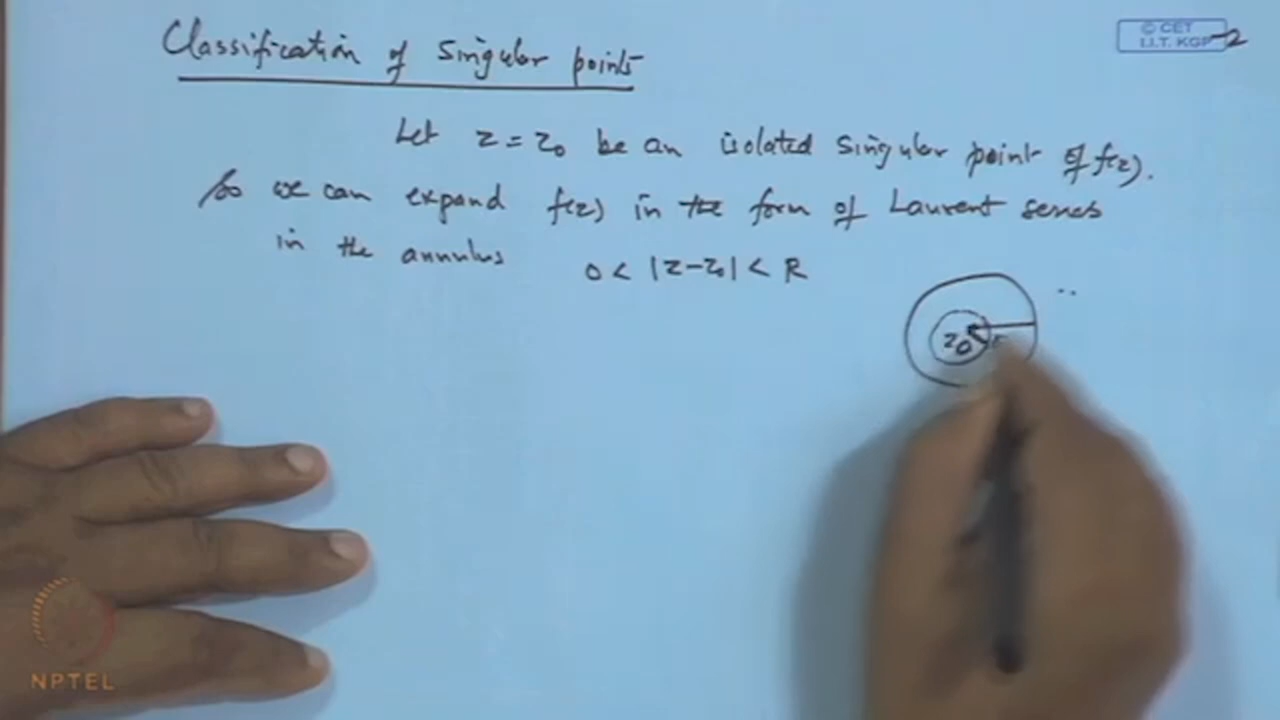 © CET
I.I.T. KGP -2
Classification of Singular points
Let z = z0 be an isolated singular point of f(z).
So we can expand f(z) in the form of Laurent series
in the annulus 0 < |z-z0| < R
z0
NPTEL